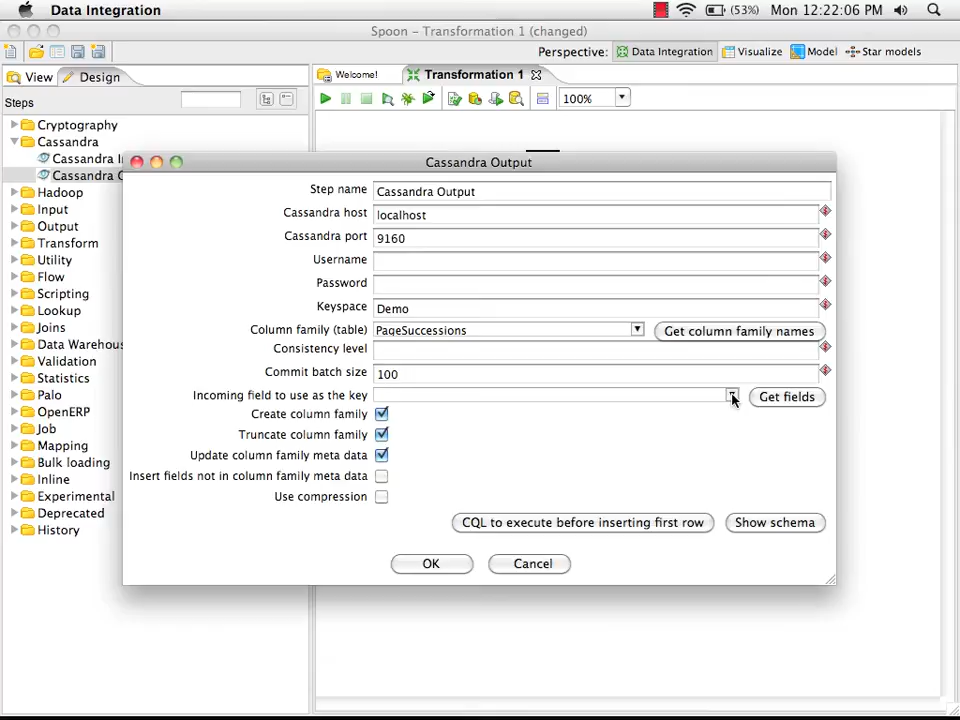 Data Integration
(53%) Mon 12:22:06 PM
Spoon - Transformation 1 (changed)
Perspective: Data Integration Visualize Model Star models
View Design Welcome! Transformation 1
Steps 100%
Cryptography
Cassandra
Cassandra I
Cassandra O
Hadoop
Input
Output
Transform
Utility
Flow
Scripting
Lookup
Joins
Data Warehous
Validation
Statistics
Palo
OpenERP
Job
Mapping
Bulk loading
Inline
Experimental
Deprecated
History
Cassandra Output
Step name Cassandra Output
Cassandra host localhost
Cassandra port 9160
Username
Password
Keyspace Demo
Column family (table) PageSuccessions Get column family names
Consistency level
Commit batch size 100
Incoming field to use as the key Get fields
Create column family
Truncate column family
Update column family meta data
Insert fields not in column family meta data
Use compression
CQL to execute before inserting first row Show schema
OK Cancel